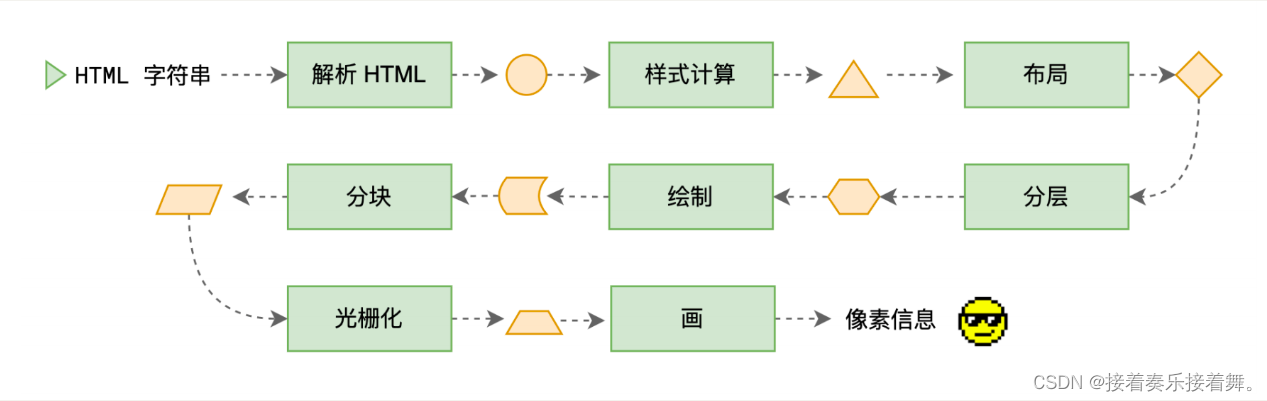 HTML 字符串
解析 HTML
样式计算
布局
分层
绘制
分块
光栅化
画
像素信息
CSDN @接着奏乐接着舞。